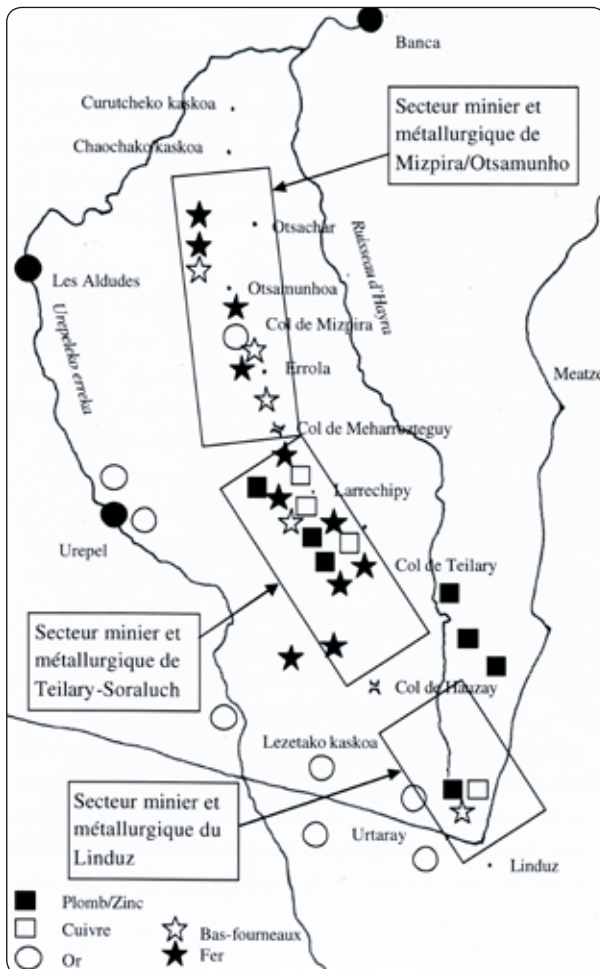 Banca
Curutcheko kaskoa
Secteur minier et
métallurgique de
Mizpira/Otsamunho
Chaochako kaskoa
Otsachar
Ruisseau d'Hayra
Les Aldudes
Otsamunhoa
Urepeleko erreka
Col de Mizpira
Errola
Meatze
Col de Meharrozteguy
Larrechipy
Urepel
Col de Teilary
Secteur minier et
métallurgique de
Teilary-Soraluch
Col de Hauzay
Lezetako kaskoa
Secteur minier et
métallurgique du
Linduz
Urtaray
Linduz
Plomb/Zinc
Cuivre
Bas-fourneaux
Or
Fer